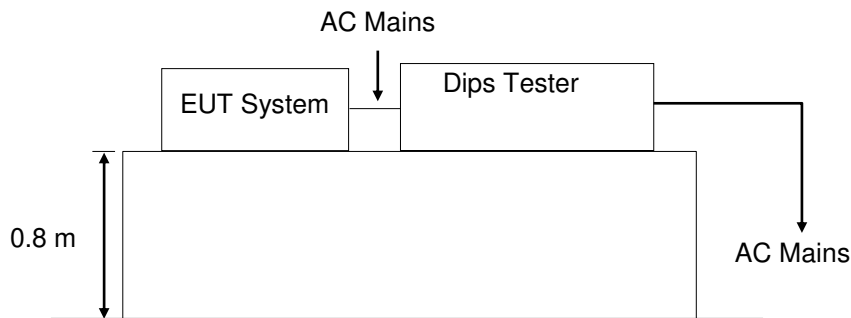 AC Mains
EUT System
Dips Tester
0.8 m
AC Mains